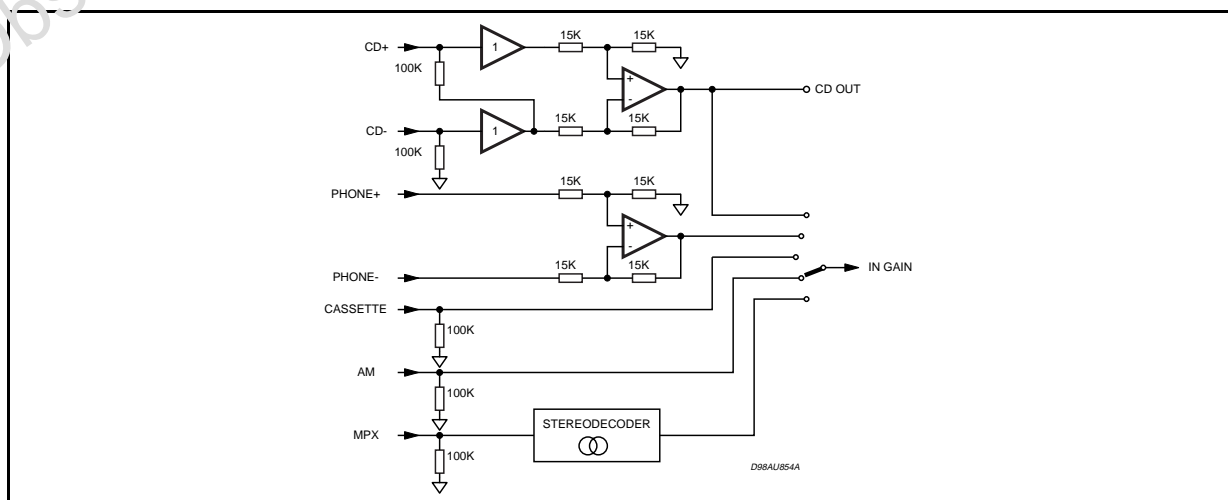 CD+
100K
1
15K
15K
+
-
CD OUT
CD-
100K
1
15K
15K
PHONE+
15K
15K
+
-
PHONE-
15K
15K
IN GAIN
CASSETTE
100K
AM
100K
MPX
100K
STEREODECODER
D98AU854A